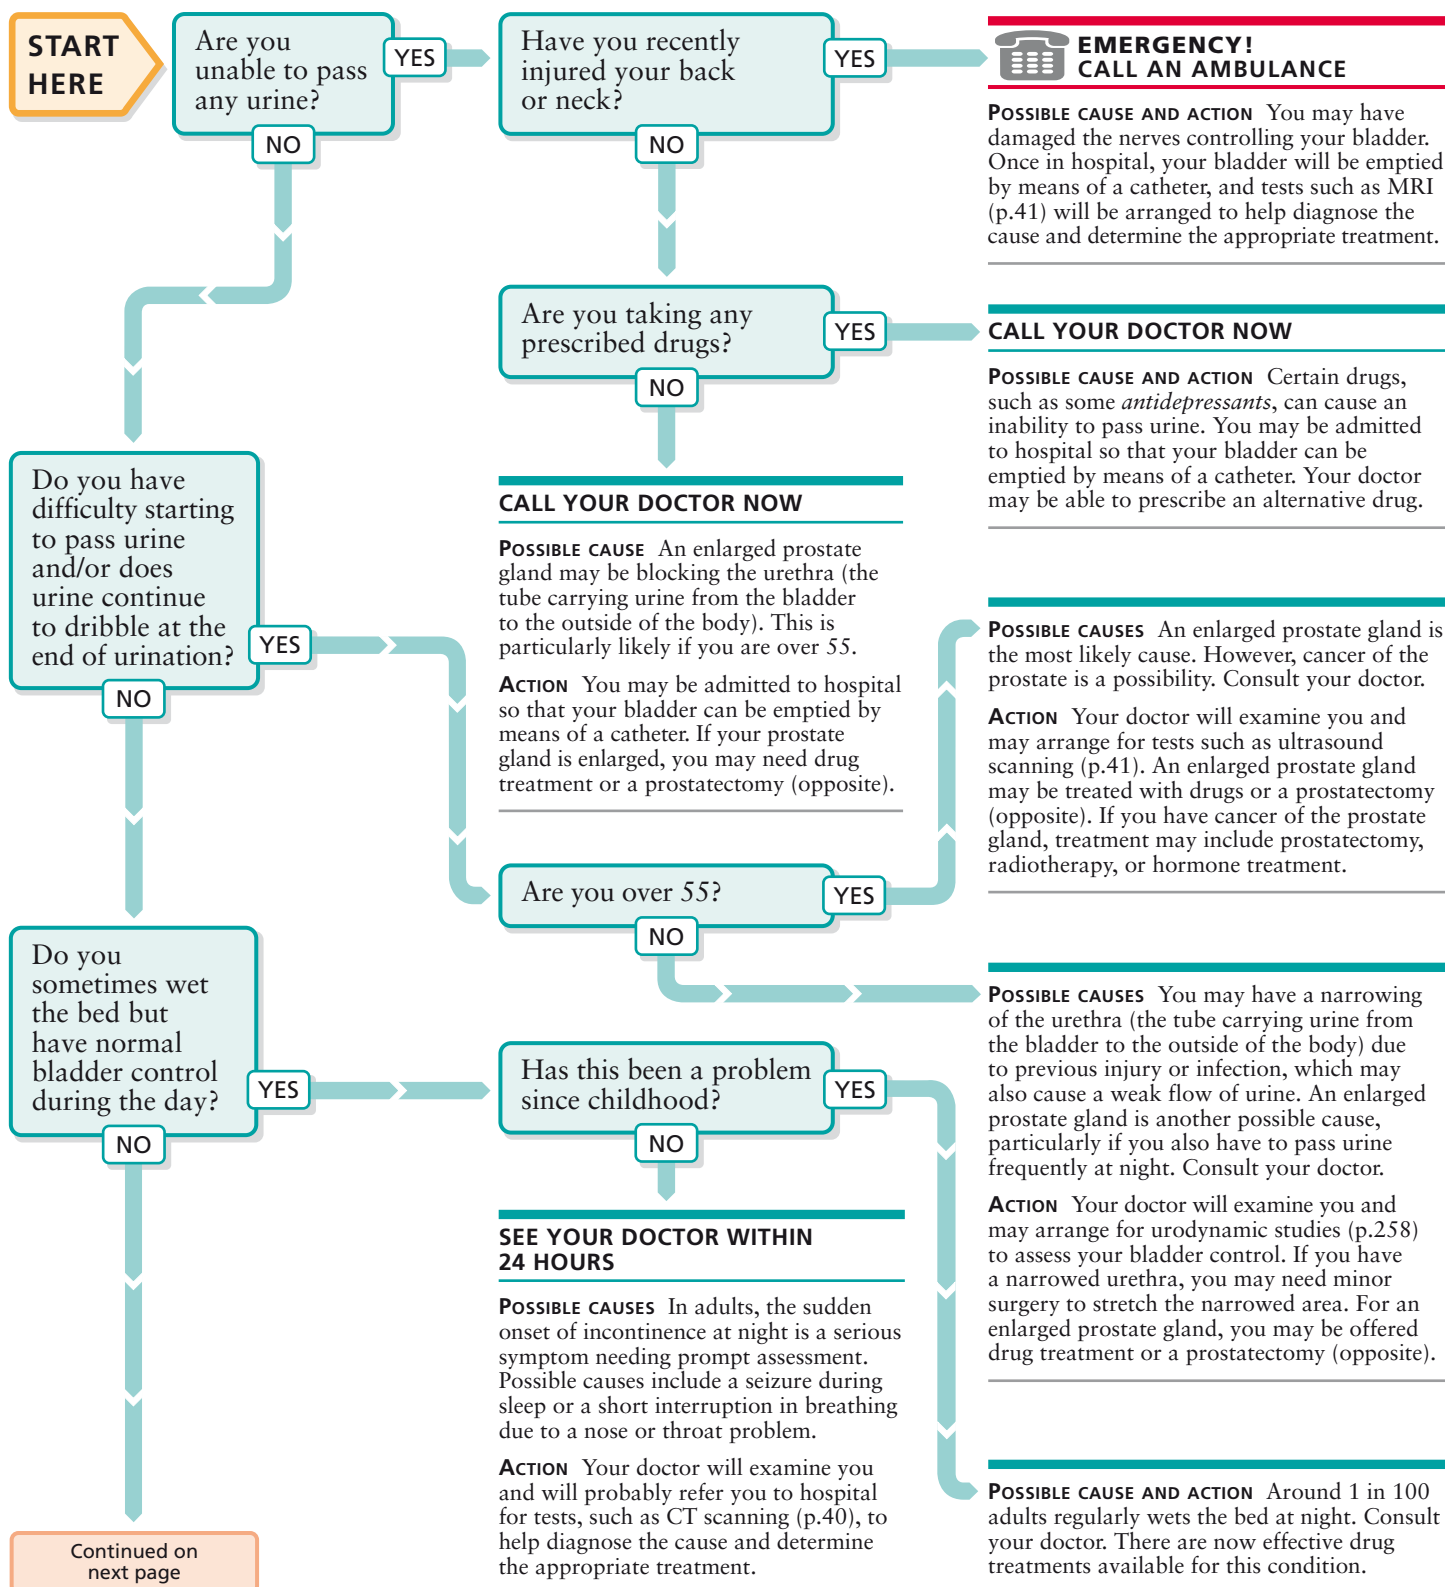 START
HERE
Are you
unable to pass
any urine?
YES
NO
Have you recently
injured your back
or neck?
YES
NO
EMERGENCY!
CALL AN AMBULANCE
POSSIBLE CAUSE AND ACTION You may have
damaged the nerves controlling your bladder.
Once in hospital, your bladder will be emptied
by means of a catheter, and tests such as MRI
(p.41) will be arranged to help diagnose the
cause and determine the appropriate treatment.
Are you taking any
prescribed drugs?
YES
NO
CALL YOUR DOCTOR NOW
POSSIBLE CAUSE AND ACTION Certain drugs,
such as some antidepressants, can cause an
inability to pass urine. You may be admitted
to hospital so that your bladder can be
emptied by means of a catheter. Your doctor
may be able to prescribe an alternative drug.
Do you have
difficulty starting
to pass urine
and/or does
urine continue
to dribble at the
end of urination?
YES
NO
CALL YOUR DOCTOR NOW
POSSIBLE CAUSE An enlarged prostate
gland may be blocking the urethra (the
tube carrying urine from the bladder
to the outside of the body). This is
particularly likely if you are over 55.
ACTION You may be admitted to hospital
so that your bladder can be emptied by
means of a catheter. If your prostate
gland is enlarged, you may need drug
treatment or a prostatectomy (opposite).
POSSIBLE CAUSES An enlarged prostate gland is
the most likely cause. However, cancer of the
prostate is a possibility. Consult your doctor.
ACTION Your doctor will examine you and
may arrange for tests such as ultrasound
scanning (p.41). An enlarged prostate gland
may be treated with drugs or a prostatectomy
(opposite). If you have cancer of the prostate
gland, treatment may include prostatectomy,
radiotherapy, or hormone treatment.
Are you over 55?
YES
NO
POSSIBLE CAUSES You may have a narrowing
of the urethra (the tube carrying urine from
the bladder to the outside of the body) due
to previous injury or infection, which may
also cause a weak flow of urine. An enlarged
prostate gland is another possible cause,
particularly if you also have to pass urine
frequently at night. Consult your doctor.
ACTION Your doctor will examine you and
may arrange for urodynamic studies (p.258)
to assess your bladder control. If you have
a narrowed urethra, you may need minor
surgery to stretch the narrowed area. For an
enlarged prostate gland, you may be offered
drug treatment or a prostatectomy (opposite).
Do you
sometimes wet
the bed but
have normal
bladder control
during the day?
YES
NO
Has this been a problem
since childhood?
YES
NO
SEE YOUR DOCTOR WITHIN
24 HOURS
POSSIBLE CAUSES In adults, the sudden
onset of incontinence at night is a serious
symptom needing prompt assessment.
Possible causes include a seizure during
sleep or a short interruption in breathing
due to a nose or throat problem.
ACTION Your doctor will examine you
and will probably refer you to hospital
for tests, such as CT scanning (p.40), to
help diagnose the cause and determine
the appropriate treatment.
POSSIBLE CAUSE AND ACTION Around 1 in 100
adults regularly wets the bed at night. Consult
your doctor. There are now effective drug
treatments available for this condition.
Continued on
next page